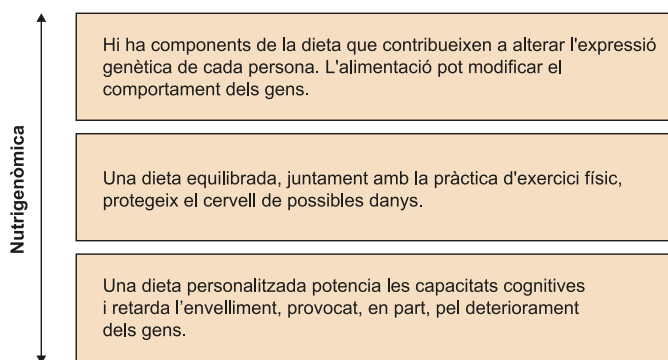 Nutrigenòmica
Hi ha components de la dieta que contribueixen a alterar l'expressió
genètica de cada persona. L'alimentació pot modificar el
comportament dels gens.
Una dieta equilibrada, juntament amb la pràctica d'exercici físic,
protegeix el cervell de possibles danys.
Una dieta personalitzada potencia les capacitats cognitives
i retarda l’envelliment, provocat, en part, pel deteriorament
dels gens.